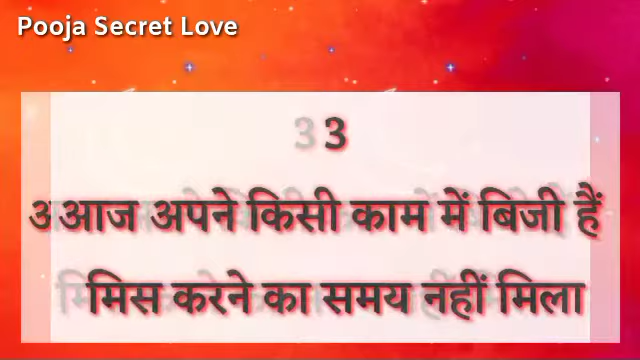 Pooja Secret Love
3
आज अपने किसी काम में बिजी हैं
मिस करने का समय नहीं मिला